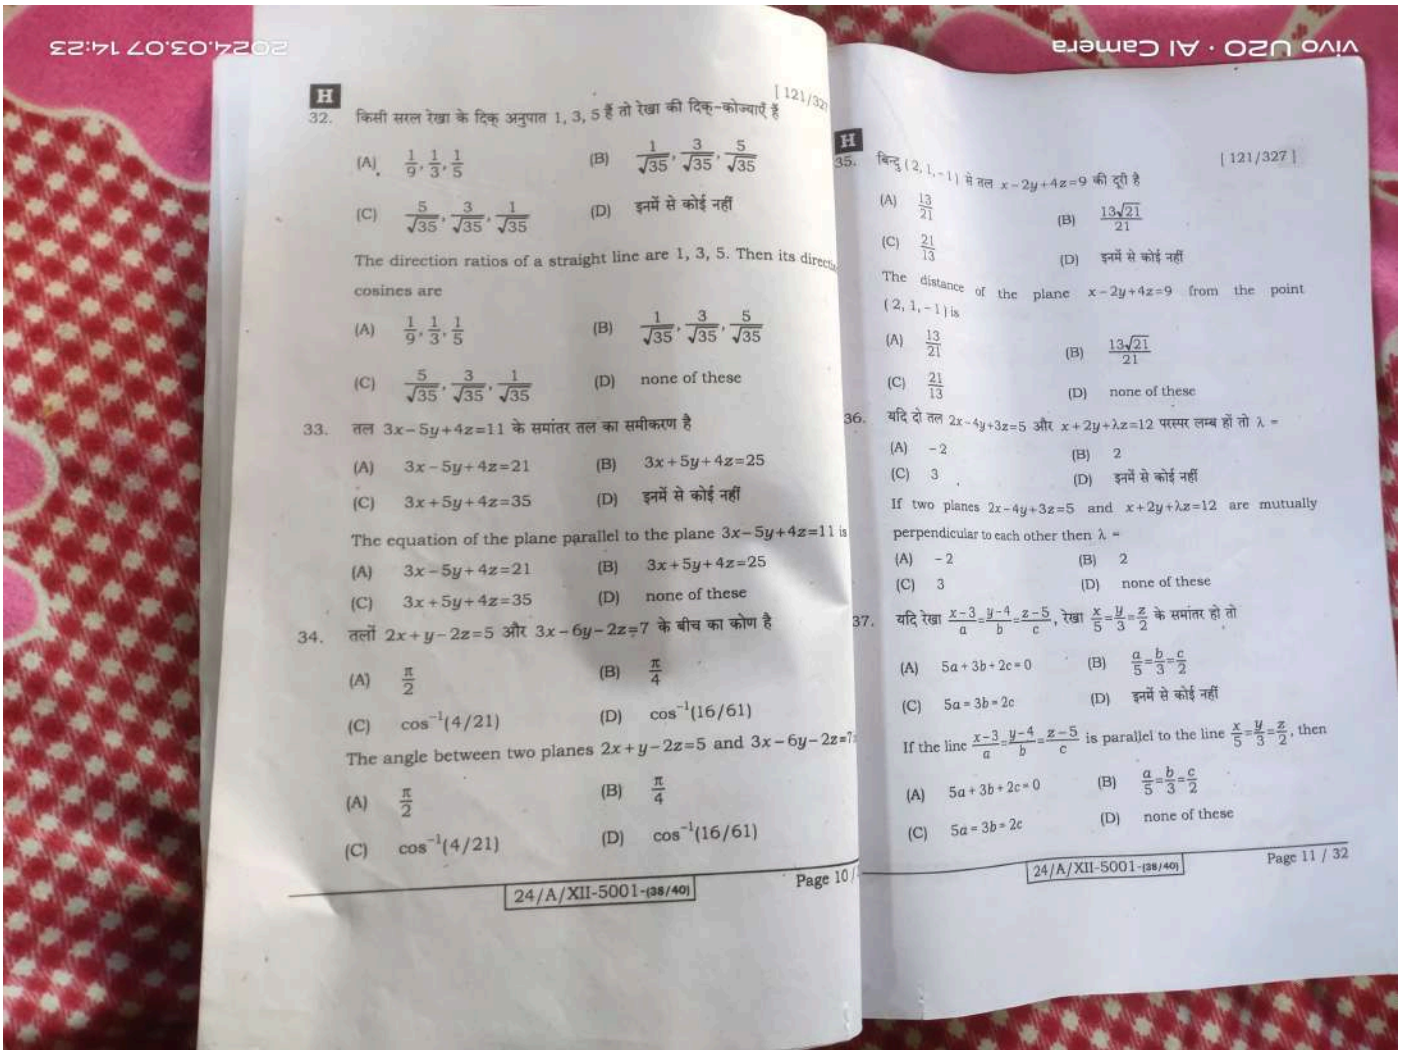 2024.03.07 14:23
vivo U20 · AI Camera
H
[ 121/327
32. किसी सरल रेखा के दिक् अनुपात 1, 3, 5 हैं तो रेखा की दिक्-कोज्याएँ हैं
(A) 1/9, 1/3, 1/5 (B) 1/√35, 3/√35, 5/√35
(C) 5/√35, 3/√35, 1/√35 (D) इनमें से कोई नहीं
The direction ratios of a straight line are 1, 3, 5. Then its
cosines are
(A) 1/9, 1/3, 1/5 (B) 1/√35, 3/√35, 5/√35
(C) 5/√35, 3/√35, 1/√35 (D) none of these
33. तल 3x-5y+4z=11 के समांतर तल का समीकरण है
(A) 3x-5y+4z=21 (B) 3x+5y+4z=25
(C) 3x+5y+4z=35 (D) इनमें से कोई नहीं
The equation of the plane parallel to the plane 3x-5y+4z=11 is
(A) 3x-5y+4z=21 (B) 3x+5y+4z=25
(C) 3x+5y+4z=35 (D) none of these
34. तलों 2x+y-2z=5 और 3x-6y-2z=7 के बीच का कोण है
(A) π/2 (B) π/4
(C) cos⁻¹(4/21) (D) cos⁻¹(16/61)
The angle between two planes 2x+y-2z=5 and 3x-6y-2z=7
(A) π/2 (B) π/4
(C) cos⁻¹(4/21) (D) cos⁻¹(16/61)
24/A/XII-5001-(38/40)
Page 10 /
H
[ 121/327 ]
35. बिन्दु (2, 1, -1) से तल x-2y+4z=9 की दूरी है
(A) 13/21 (B) 13√21/21
(C) 21/13 (D) इनमें से कोई नहीं
The distance of the plane x-2y+4z=9 from the point
(2, 1, -1) is
(A) 13/21 (B) 13√21/21
(C) 21/13 (D) none of these
36. यदि दो तल 2x-4y+3z=5 और x+2y+λz=12 परस्पर लम्ब हों तो λ =
(A) -2 (B) 2
(C) 3 (D) इनमें से कोई नहीं
If two planes 2x-4y+3z=5 and x+2y+λz=12 are mutually
perpendicular to each other then λ =
(A) -2 (B) 2
(C) 3 (D) none of these
37. यदि रेखा x-3/a=y-4/b=z-5/c, रेखा x/5=y/3=z/2 के समांतर हो तो
(A) 5a+3b+2c=0 (B) a/5=b/3=c/2
(C) 5a=3b=2c (D) इनमें से कोई नहीं
If the line x-3/a=y-4/b=z-5/c is parallel to the line x/5=y/3=z/2, then
(A) 5a+3b+2c=0 (B) a/5=b/3=c/2
(C) 5a=3b=2c (D) none of these
24/A/XII-5001-(38/40)
Page 11 / 32